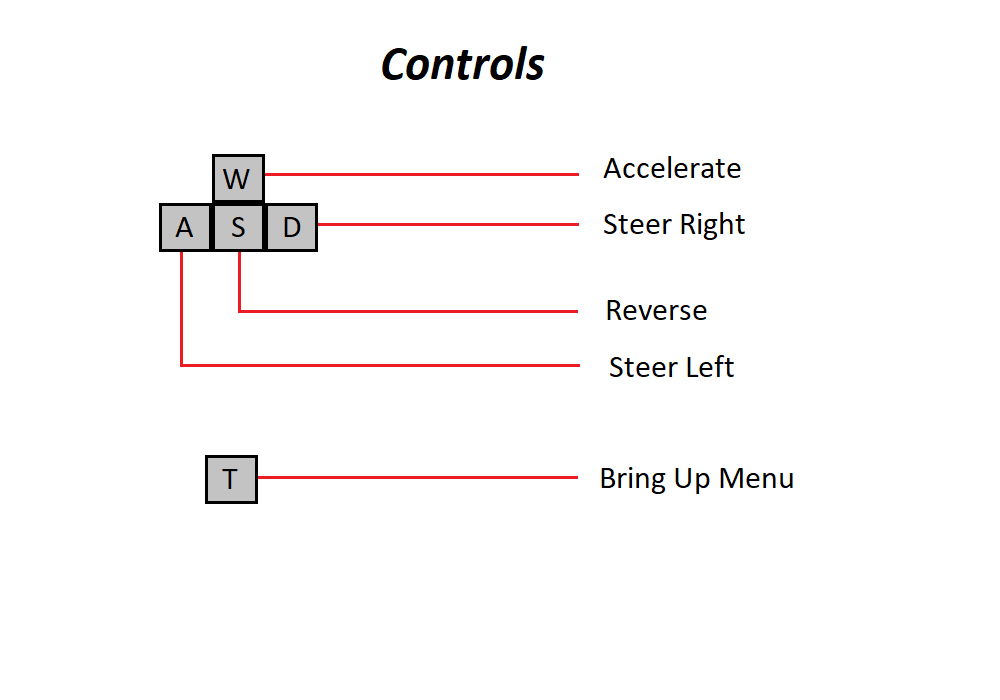 Controls
W
Accelerate
A S D
Steer Right
Reverse
Steer Left
T
Bring Up Menu